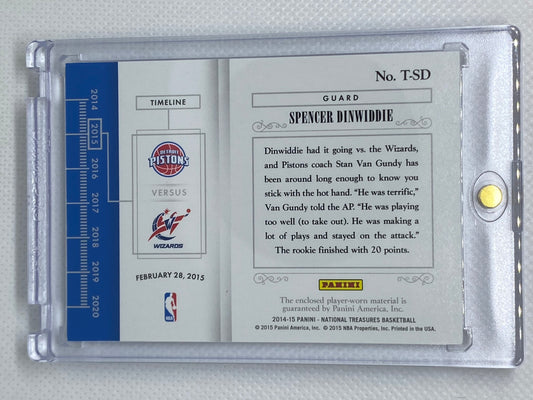 No. T-SD
GUARD
SPENCER DINWIDDIE
Dinwiddie had it going vs. the Wizards,
and Pistons coach Stan Van Gundy has
been around long enough to know you
stick with the hot hand. “He was terrific,”
Van Gundy told the AP. “He was playing
too well (to take out). He was making a
lot of plays and stayed on the attack.”
The rookie finished with 20 points.
PANINI
The enclosed player-worn material is
guaranteed by Panini America, Inc.
2014-15 PANINI - NATIONAL TREASURES BASKETBALL
© 2015 Panini America, Inc. © 2015 NBA Properties, Inc. Printed in the USA.
TIMELINE
DETROIT
PISTONS
VERSUS
WIZARDS
FEBRUARY 28, 2015
NBA
2014
2015
2016
2017
2018
2019
2020